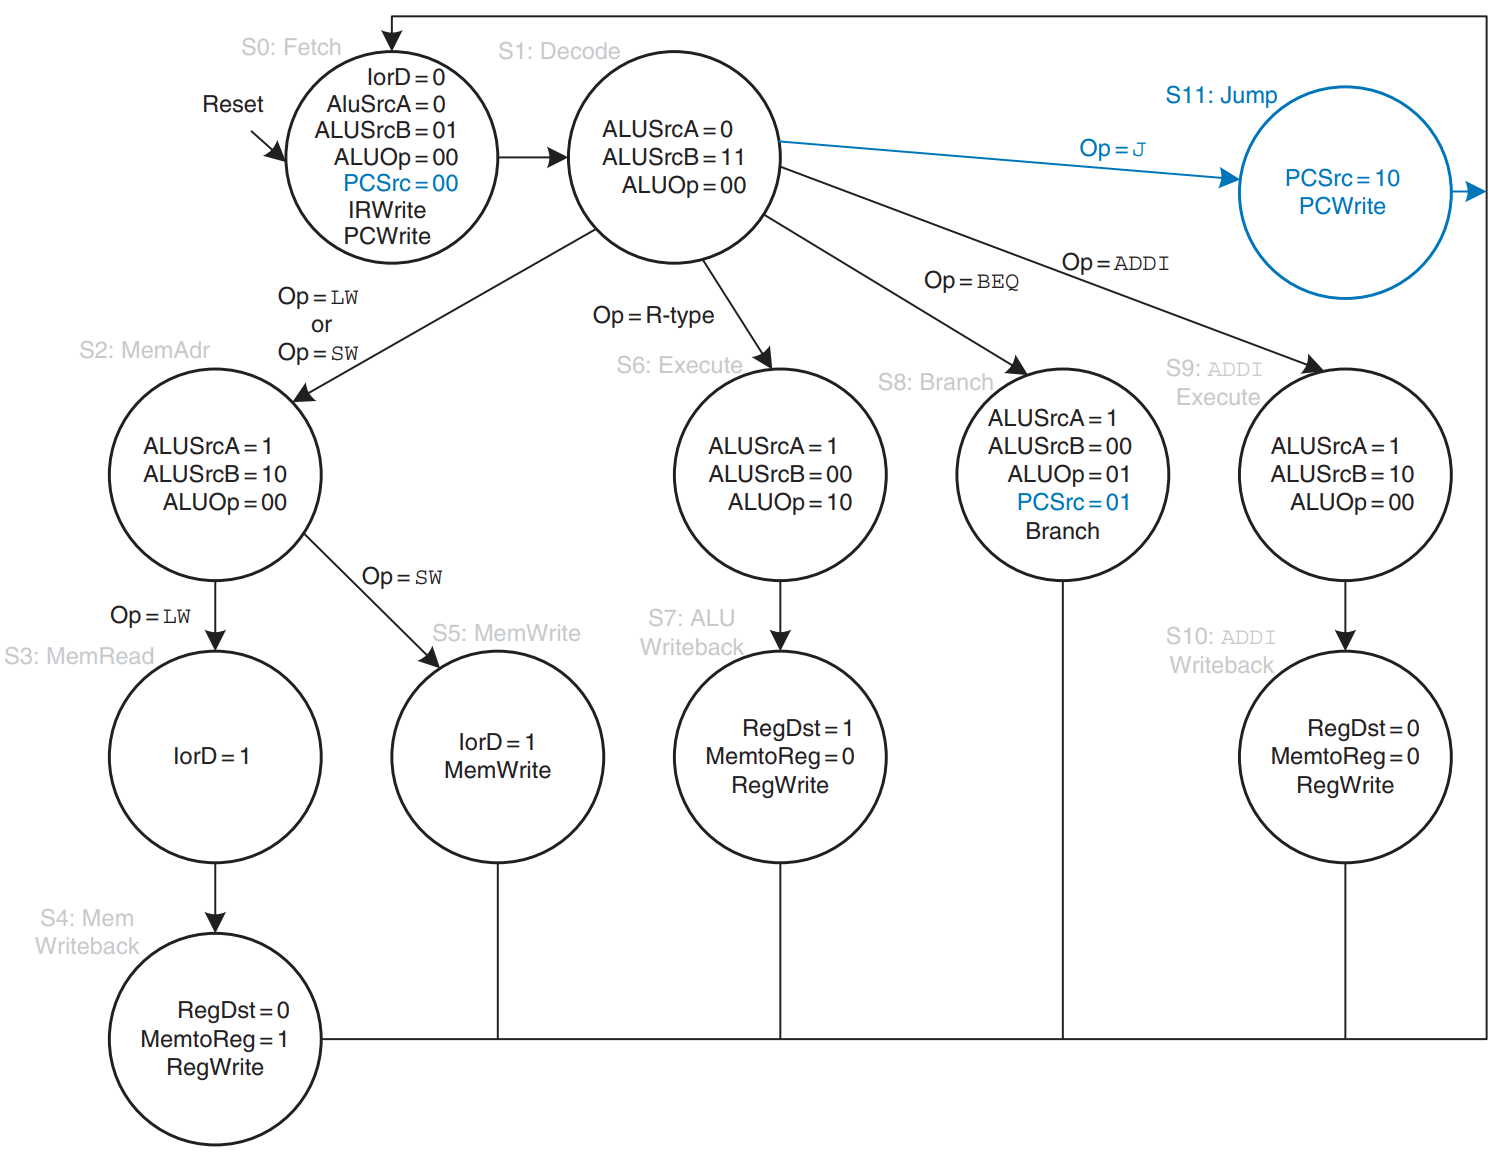 S0: Fetch
Reset
IorD = 0
AluSrcA = 0
ALUSrcB = 01
ALUOp = 00
PCSrc = 00
IRWrite
PCWrite
S1: Decode
ALUSrcA = 0
ALUSrcB = 11
ALUOp = 00
Op = J
S11: Jump
PCSrc = 10
PCWrite
Op = LW
or
Op = SW
Op = R-type
Op = BEQ
Op = ADDI
S2: MemAdr
ALUSrcA = 1
ALUSrcB = 10
ALUOp = 00
S6: Execute
ALUSrcA = 1
ALUSrcB = 00
ALUOp = 10
S8: Branch
ALUSrcA = 1
ALUSrcB = 00
ALUOp = 01
PCSrc = 01
Branch
S9: ADDI
Execute
ALUSrcA = 1
ALUSrcB = 10
ALUOp = 00
Op = LW
Op = SW
S3: MemRead
IorD = 1
S5: MemWrite
IorD = 1
MemWrite
S7: ALU
Writeback
RegDst = 1
MemtoReg = 0
RegWrite
S10: ADDI
Writeback
RegDst = 0
MemtoReg = 0
RegWrite
S4: Mem
Writeback
RegDst = 0
MemtoReg = 1
RegWrite